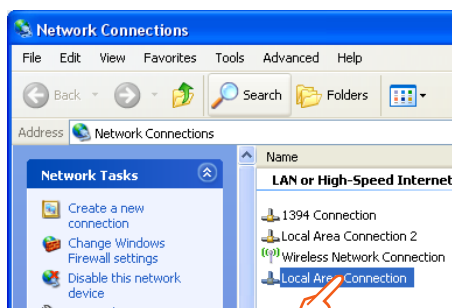 Network Connections
File Edit View Favorites Tools Advanced Help
Back Search Folders
Address Network Connections
Network Tasks
Create a new
connection
Change Windows
Firewall settings
Disable this network
device
Name
LAN or High-Speed Internet
1394 Connection
Local Area Connection 2
Wireless Network Connection
Local Area Connection